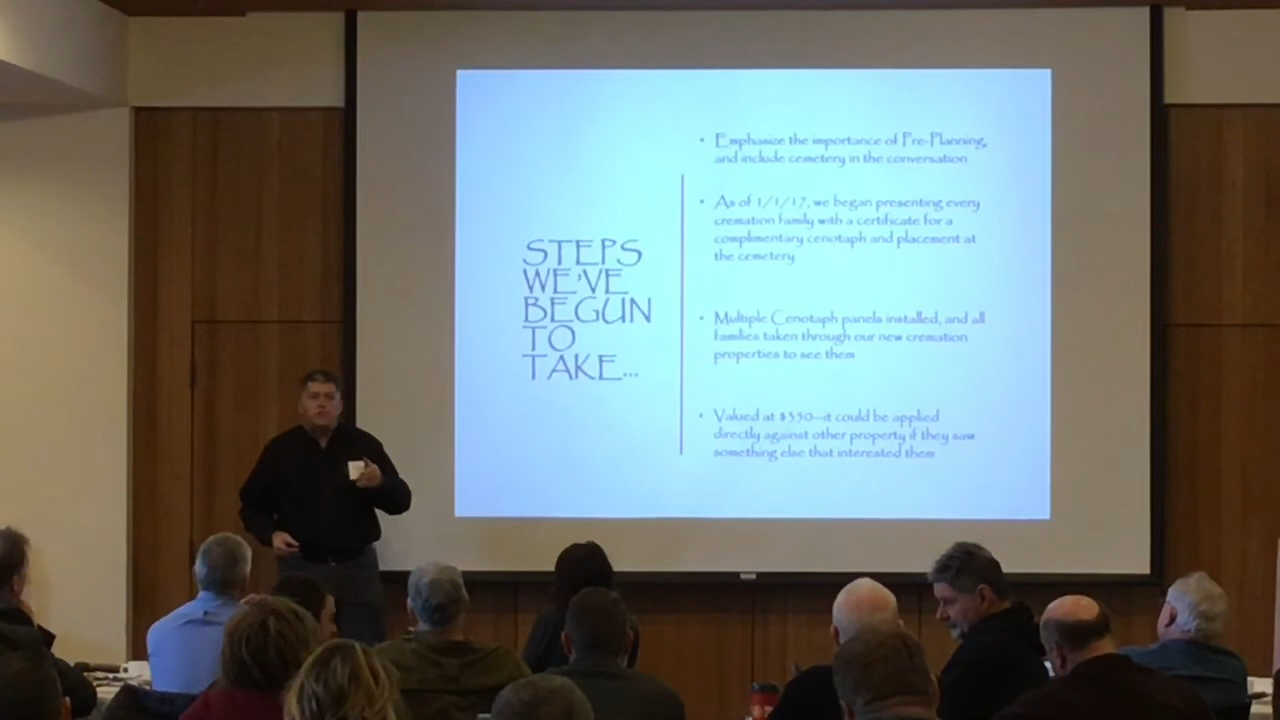 STEPS
WE'VE
BEGUN
TO
TAKE...
• Emphasize the importance of Pre-Planning,
and include cemetery in the conversation
• As of 1/1/17, we began presenting every
cremation family with a certificate for a
complimentary cenotaph and placement at
the cemetery
• Multiple Cenotaph panels installed, and all
families taken through our new cremation
properties to see them
• Valued at $350--it could be applied
directly against other property if they saw
something else that interested them